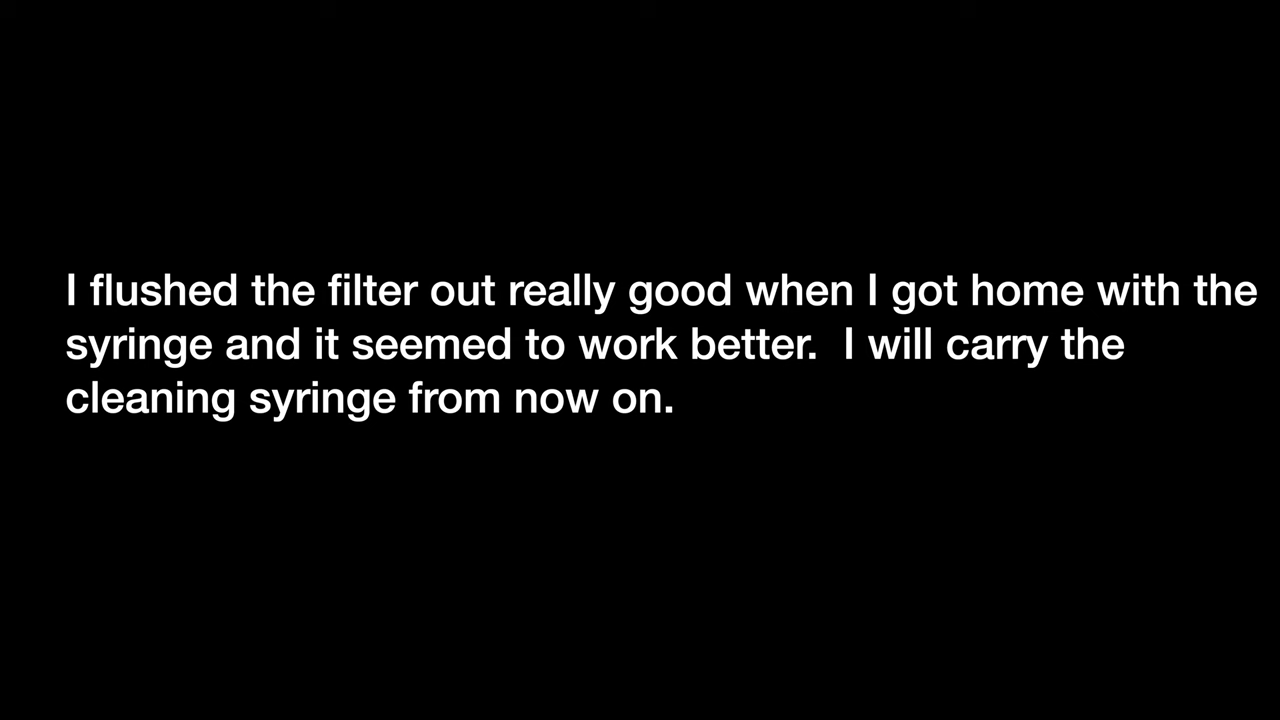 I flushed the filter out really good when I got home with the
syringe and it seemed to work better.  I will carry the
cleaning syringe from now on.